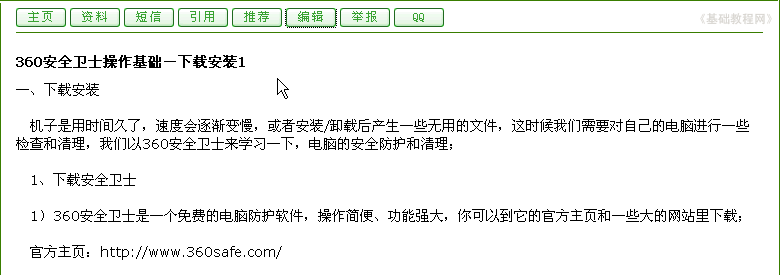 主页 资料 短信 引用 推荐 编辑 举报 QQ
《基础教程网》
360安全卫士操作基础－下载安装1
一、下载安装
机子是用时间久了，速度会逐渐变慢，或者安装/卸载后产生一些无用的文件，这时候我们需要对自己的电脑进行一些
检查和清理，我们以360安全卫士来学习一下，电脑的安全防护和清理；
1、下载安全卫士
1）360安全卫士是一个免费的电脑防护软件，操作简便、功能强大，你可以到它的官方主页和一些大的网站里下载；
官方主页：http://www.360safe.com/